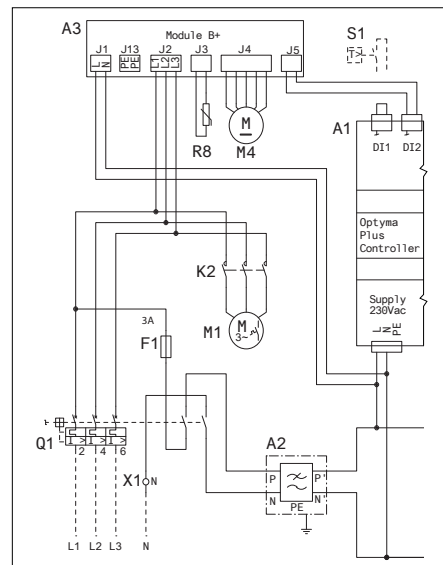 A3
Module B+
J1
J13
J2
J3
J4
J5
L
N
PE
PE
L1
L2
L3
S1
T>
A1
R8
M
M4
DI1
DI2
Optyma
Plus
Controller
K2
Supply
230Vac
3A
F1
M1
M
3~
L
N
PE
Q1
I >
I >
I >
2
4
6
X1
N
A2
P
P'
N
N'
PE
L1
L2
L3
N